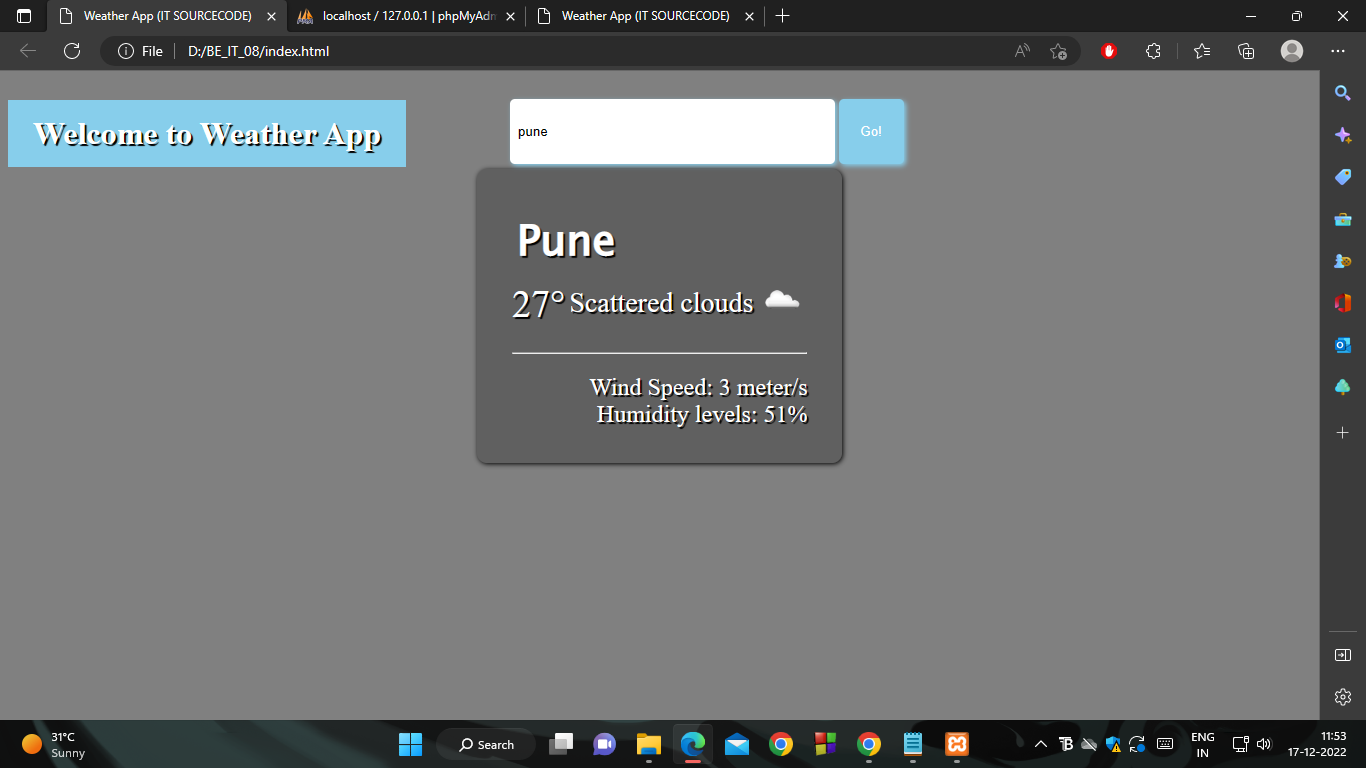 Weather App (IT SOURCECODE)
localhost / 127.0.0.1 | phpMyAdm
Weather App (IT SOURCECODE)
File
D:/BE_IT_08/index.html
Welcome to Weather App
pune
Go!
Pune
27° Scattered clouds
Wind Speed: 3 meter/s
Humidity levels: 51%
31°C
Sunny
Search
ENG
IN
11:53
17-12-2022